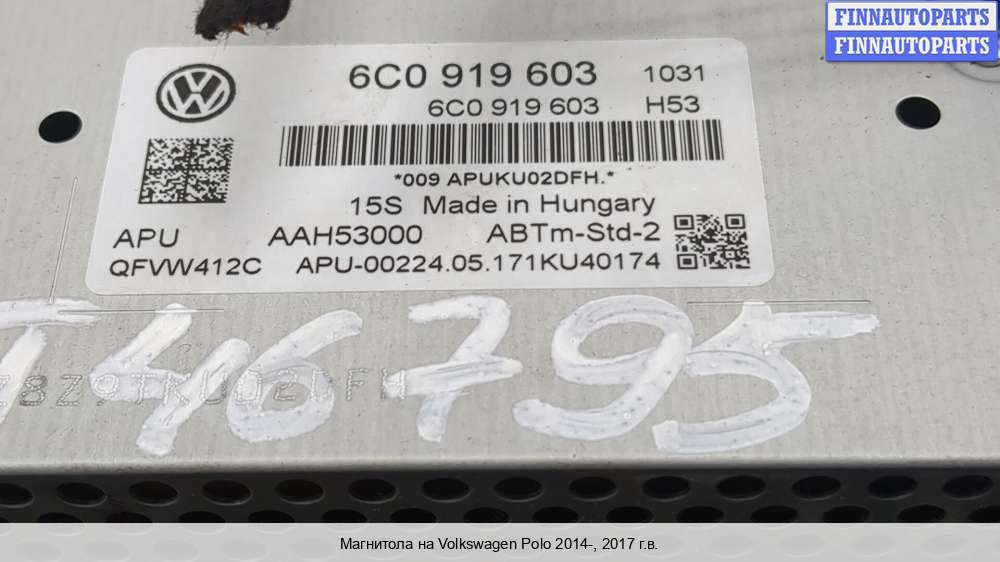 FINNAUTOPARTS
FINNAUTOPARTS
6C0 919 603 1031
6C0 919 603 H53
*009 APUKU02DFH.*
15S Made in Hungary
APU AAH53000 ABTm-Std-2
QFVW412C APU-00224.05.171KU40174
T46795
Магнитола на Volkswagen Polo 2014-, 2017 г.в.